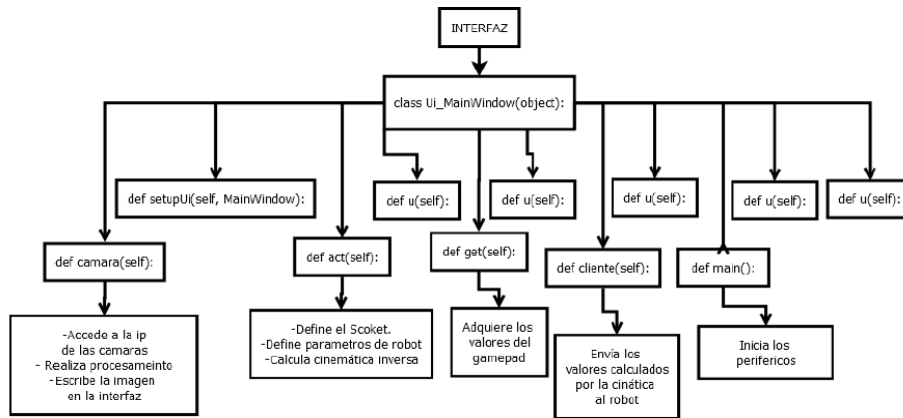 INTERFAZ
class Ui_MainWindow(object):
def setupUi(self, MainWindow):
def u(self):
def u(self):
def u(self):
def u(self):
def u(self):
def camara(self):
def act(self):
def get(self):
def cliente(self):
def main():
-Accede a la ip
de las camaras
- Realiza procesameinto
-Escribe la imagen
en la interfaz
-Define el Scoket.
-Define parametros de robot
-Calcula cinemática inversa
Adquiere los
valores del
gamepad
Envía los
valores calculados
por la cinática
al robot
Inicia los
perifericos